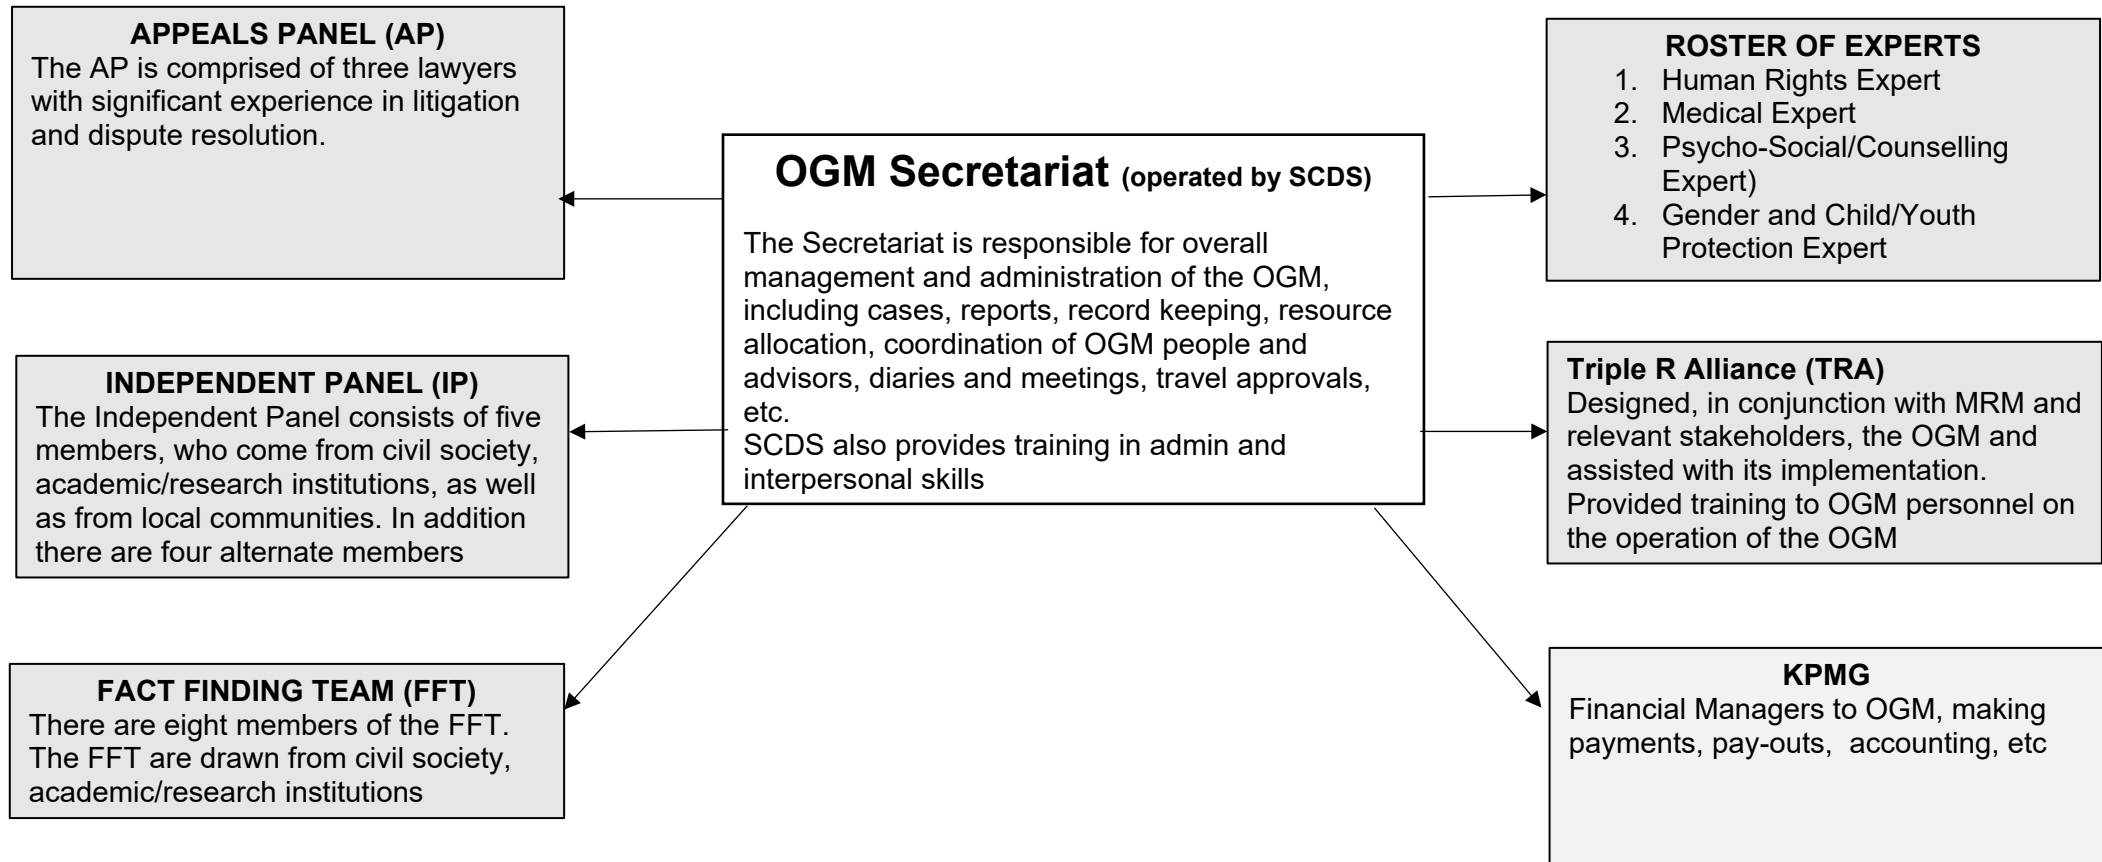 APPEALS PANEL (AP)
The AP is comprised of three lawyers
with significant experience in litigation
and dispute resolution.
INDEPENDENT PANEL (IP)
The Independent Panel consists of five
members, who come from civil society,
academic/research institutions, as well
as from local communities. In addition
there are four alternate members
FACT FINDING TEAM (FFT)
There are eight members of the FFT.
The FFT are drawn from civil society,
academic/research institutions
OGM Secretariat (operated by SCDS)
The Secretariat is responsible for overall
management and administration of the OGM,
including cases, reports, record keeping, resource
allocation, coordination of OGM people and
advisors, diaries and meetings, travel approvals,
etc.
SCDS also provides training in admin and
interpersonal skills
ROSTER OF EXPERTS
1. Human Rights Expert
2. Medical Expert
3. Psycho-Social/Counselling
Expert)
4. Gender and Child/Youth
Protection Expert
Triple R Alliance (TRA)
Designed, in conjunction with MRM and
relevant stakeholders, the OGM and
assisted with its implementation.
Provided training to OGM personnel on
the operation of the OGM
KPMG
Financial Managers to OGM, making
payments, pay-outs,  accounting, etc